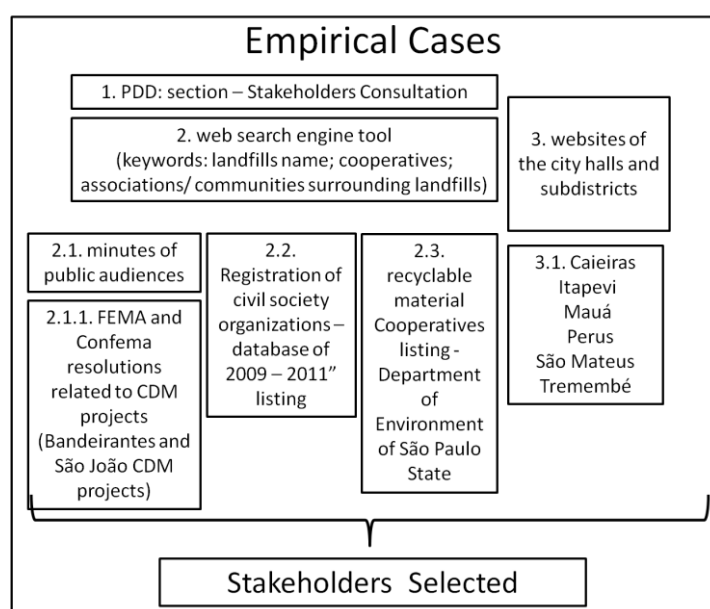 Empirical Cases
1. PDD: section – Stakeholders Consultation
2. web search engine tool
(keywords: landfills name; cooperatives;
associations/ communities surrounding landfills)
3. websites of
the city halls and
subdistricts
2.1. minutes of
public audiences
2.1.1. FEMA and
Confema
resolutions
related to CDM
projects
(Bandeirantes and
São João CDM
projects)
2.2.
Registration of
civil society
organizations –
database of
2009 – 2011” 
listing
2.3.
recyclable
material
Cooperatives
listing -
Department of
Environment
of São Paulo
State
3.1. Caieiras
Itapevi
Mauá
Perus
São Mateus
Tremembé
Stakeholders Selected